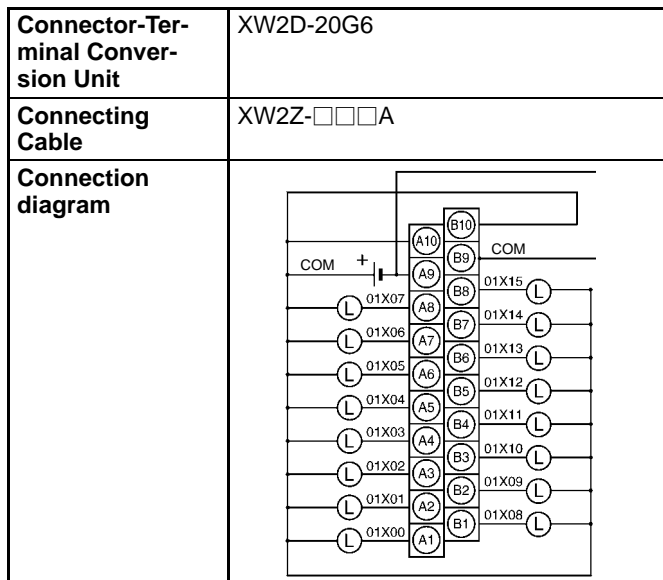 Connector-Ter-
minal Conver-
sion Unit
XW2D-20G6
Connecting
Cable
XW2Z-□□□A
Connection
diagram
B10
A10
COM
B9
COM
+
A9
B8
01X15
L
L
01X07
A8
B7
01X14
L
L
01X06
A7
B6
01X13
L
L
01X05
A6
B5
01X12
L
L
01X04
A5
B4
01X11
L
L
01X03
A4
B3
01X10
L
L
01X02
A3
B2
01X09
L
L
01X01
A2
B1
01X08
L
L
01X00
A1